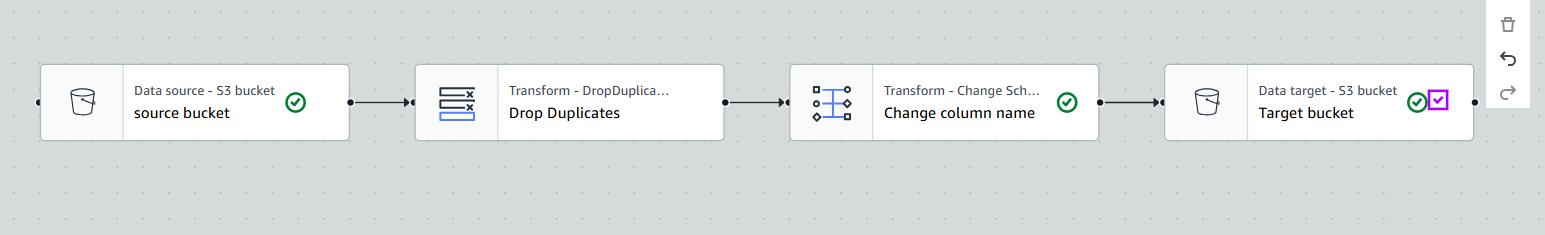 Data source - S3 bucket
source bucket
Transform - DropDuplica...
Drop Duplicates
Transform - Change Sch...
Change column name
Data target - S3 bucket
Target bucket